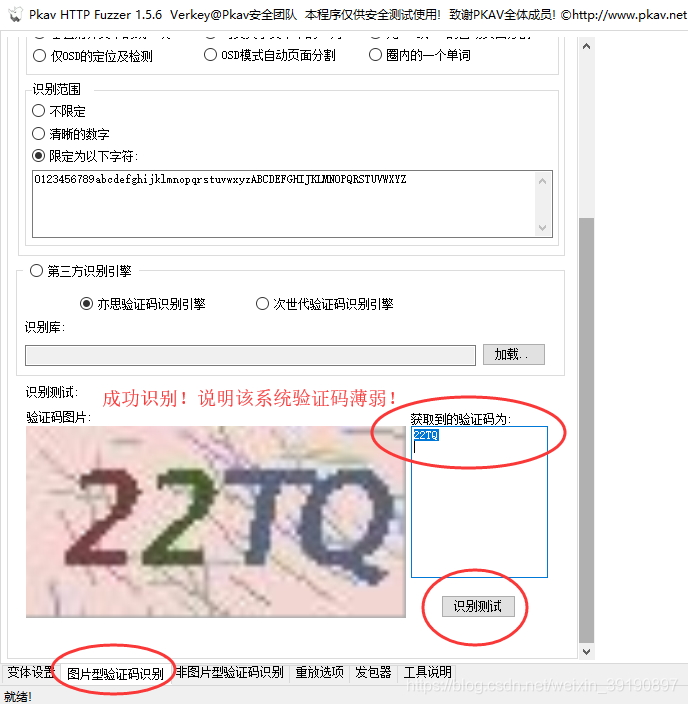 Pkav HTTP Fuzzer 1.5.6 Verkey@Pkav安全团队 本程序仅供安全测试使用! 致谢PKAV全体成员! ©http://www.pkav.net
仅OSD的定位及检测 OSD模式自动页面分割 圈内的一个单词
识别范围
不限定
清晰的数字
限定为以下字符:
0123456789abcdefghijklmnopqrstuvwxyzABCDEFGHIJKLMNOPQRSTUVWXYZ
第三方识别引擎
亦思验证码识别引擎 次世代验证码识别引擎
识别库:
加载..
识别测试:
成功识别！说明该系统验证码薄弱！
验证码图片: 获取到的验证码为:
22TQ
22TQ
识别测试
变体设置 图片型验证码识别 非图片型验证码识别 重放选项 发包器 工具说明
https://blog.csdn.net/weixin_39190897
就绪!